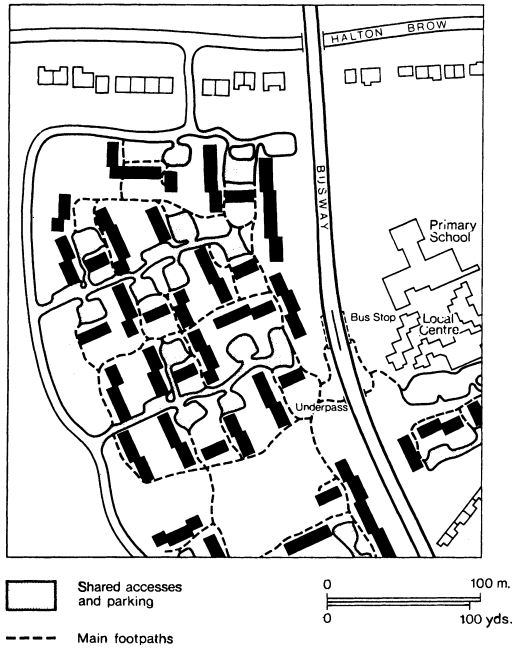 HALTON BROW
BUSWAY
Primary
School
Bus Stop
Local
Centre
Underpass
Shared accesses
and parking
Main footpaths
0 100 m.
0 100 yds.